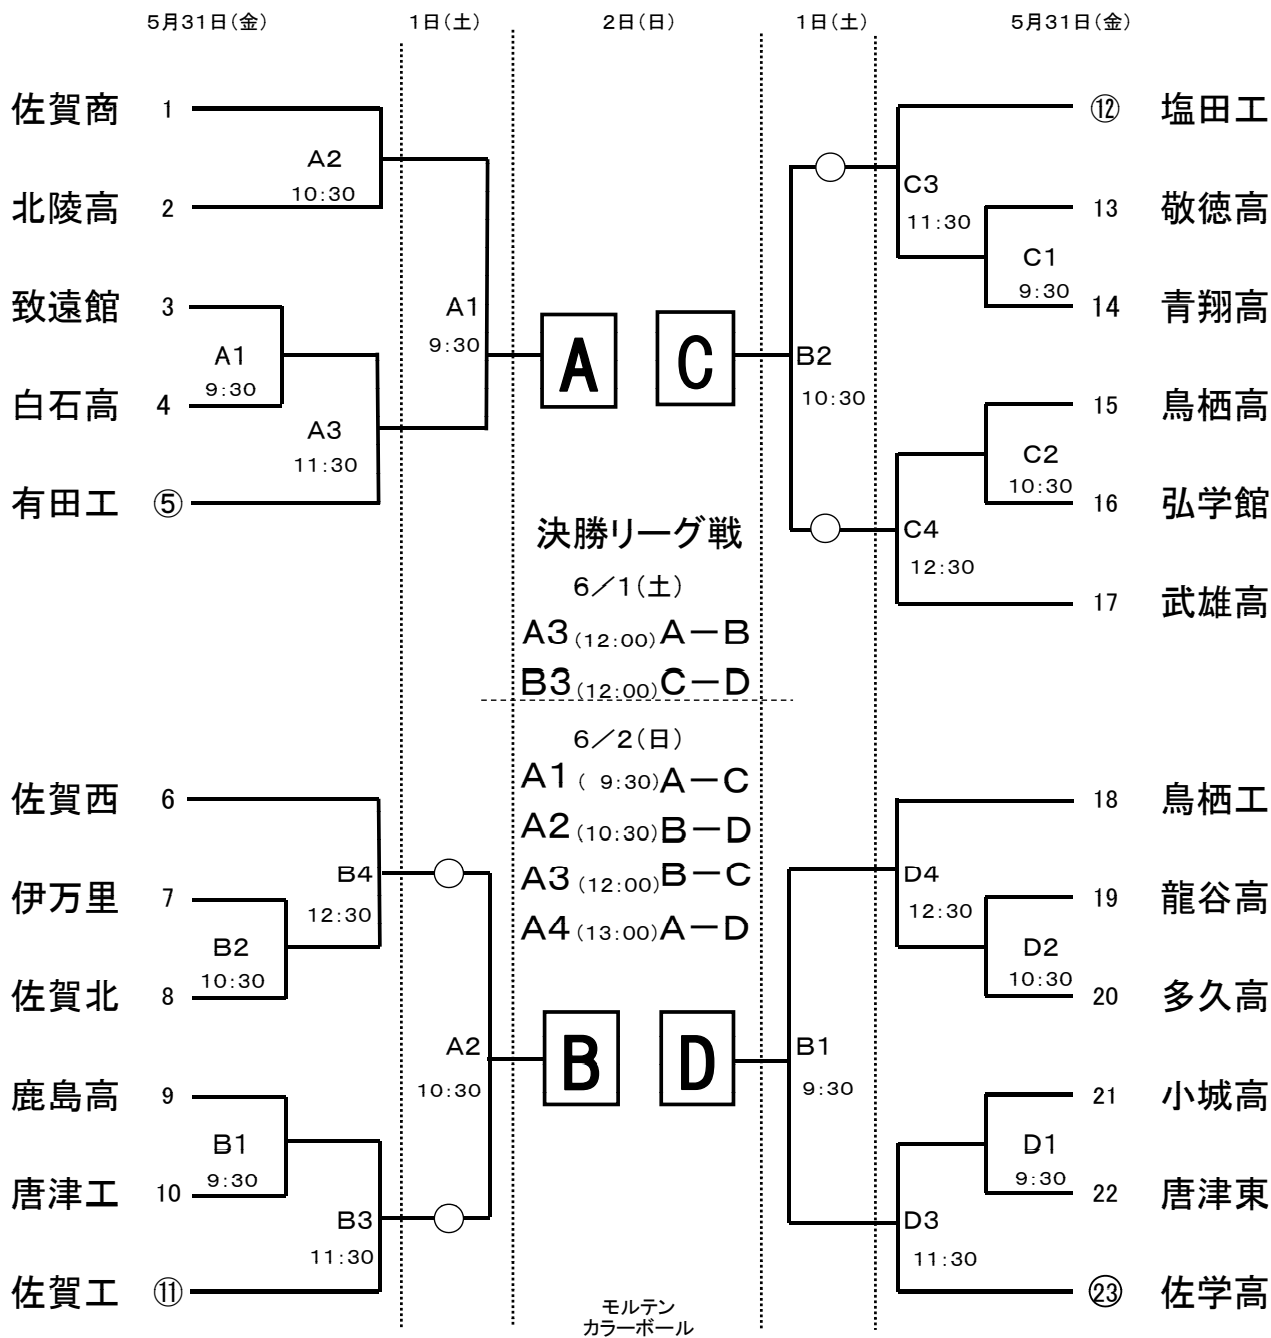 5月31日(金) 1日(土) 2日(日) 1日(土) 5月31日(金)
佐賀商 1
A2
10:30
北陵高 2
致遠館 3
A1
9:30
白石高 4
A3
11:30
有田工 ⑤
A1
9:30
A
佐賀西 6
B4
12:30
伊万里 7
B2
10:30
佐賀北 8
鹿島高 9
B1
9:30
唐津工 10
B3
11:30
佐賀工 ⑪
A2
10:30
B
決勝リーグ戦
6/1(土)
A3(12:00)A-B
B3(12:00)C-D
6/2(日)
A1( 9:30)A-C
A2(10:30)B-D
A3(12:00)B-C
A4(13:00)A-D
モルテン
カラーボール
C
B2
10:30
⑫ 塩田工
C3
11:30
13 敬徳高
C1
9:30
14 青翔高
15 鳥栖高
C2
10:30
16 弘学館
C4
12:30
17 武雄高
D
B1
9:30
18 鳥栖工
D4
12:30
19 龍谷高
D2
10:30
20 多久高
21 小城高
D1
9:30
22 唐津東
D3
11:30
㉓ 佐学高